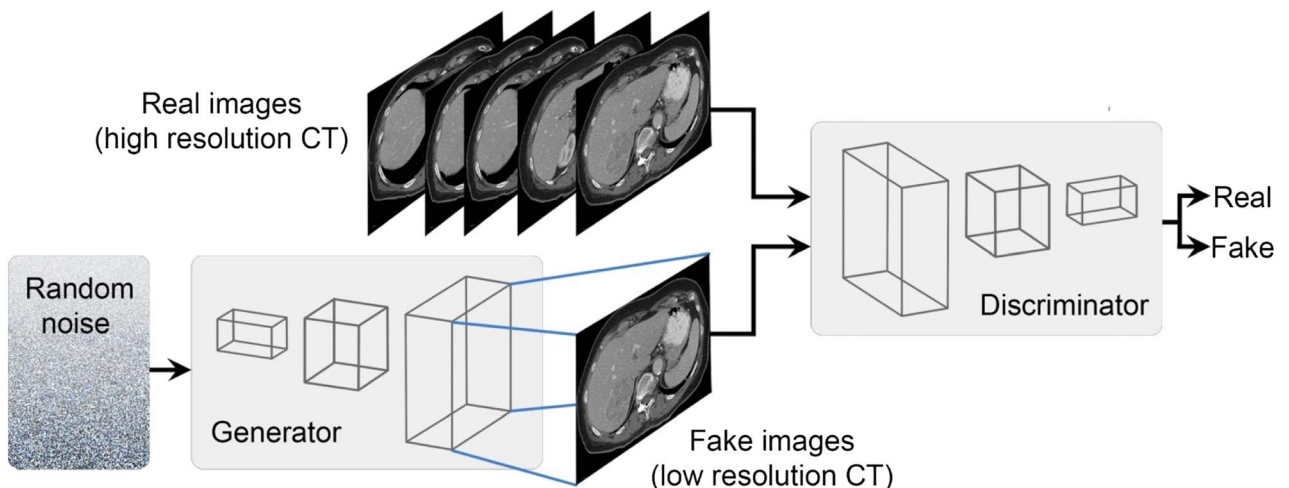 Real images
(high resolution CT)
Real
Fake
Discriminator
Random
noise
Generator
Fake images
(low resolution CT)